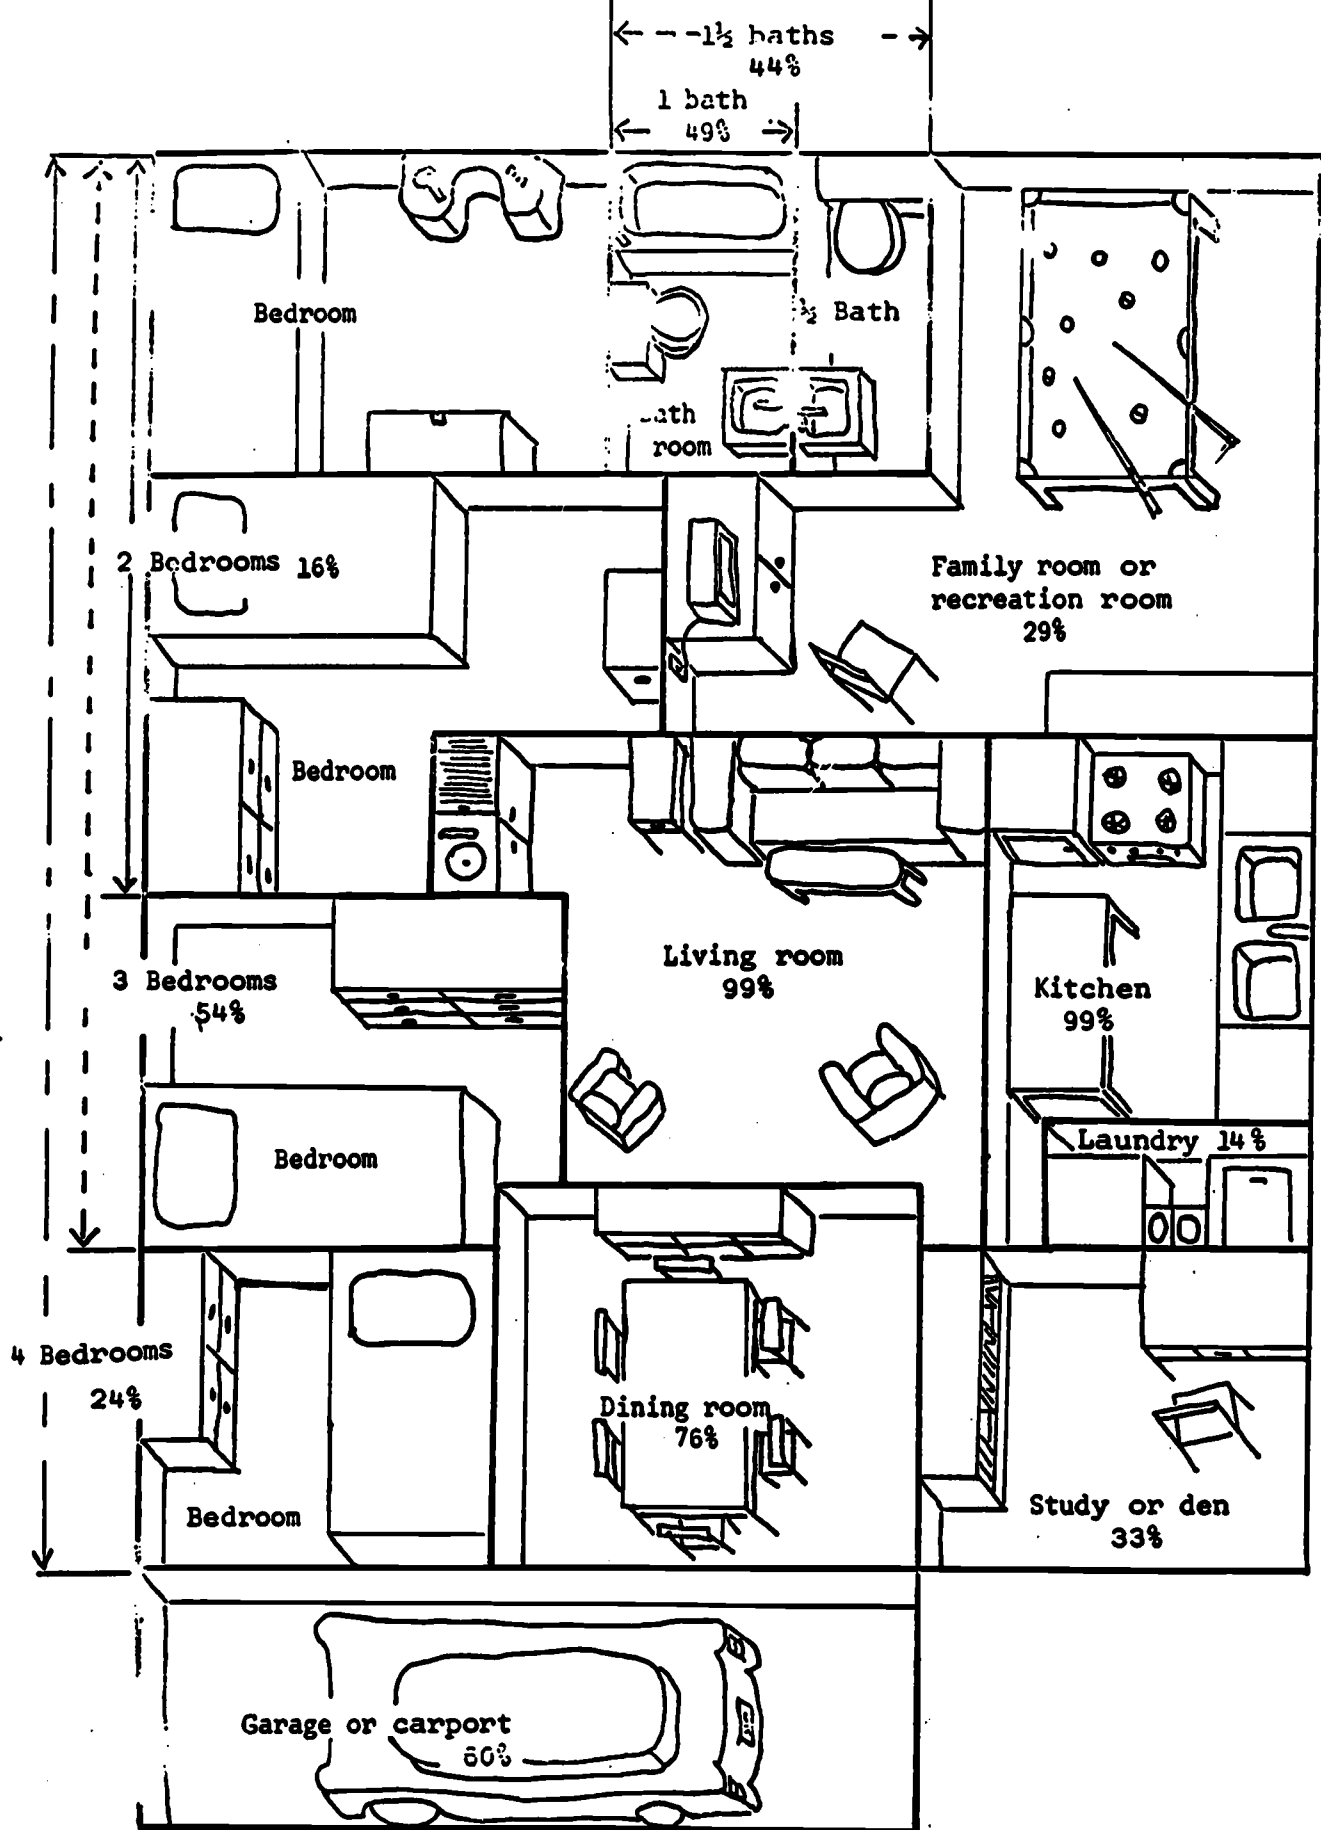 1½ baths
44%
1 bath
49%
Bedroom
½ Bath
room
2 Bedrooms 16%
Family room or
recreation room
29%
Bedroom
Living room
99%
3 Bedrooms
54%
Kitchen
99%
Laundry 14%
Bedroom
4 Bedrooms
24%
Dining room
76%
Bedroom
Study or den
33%
Garage or carport